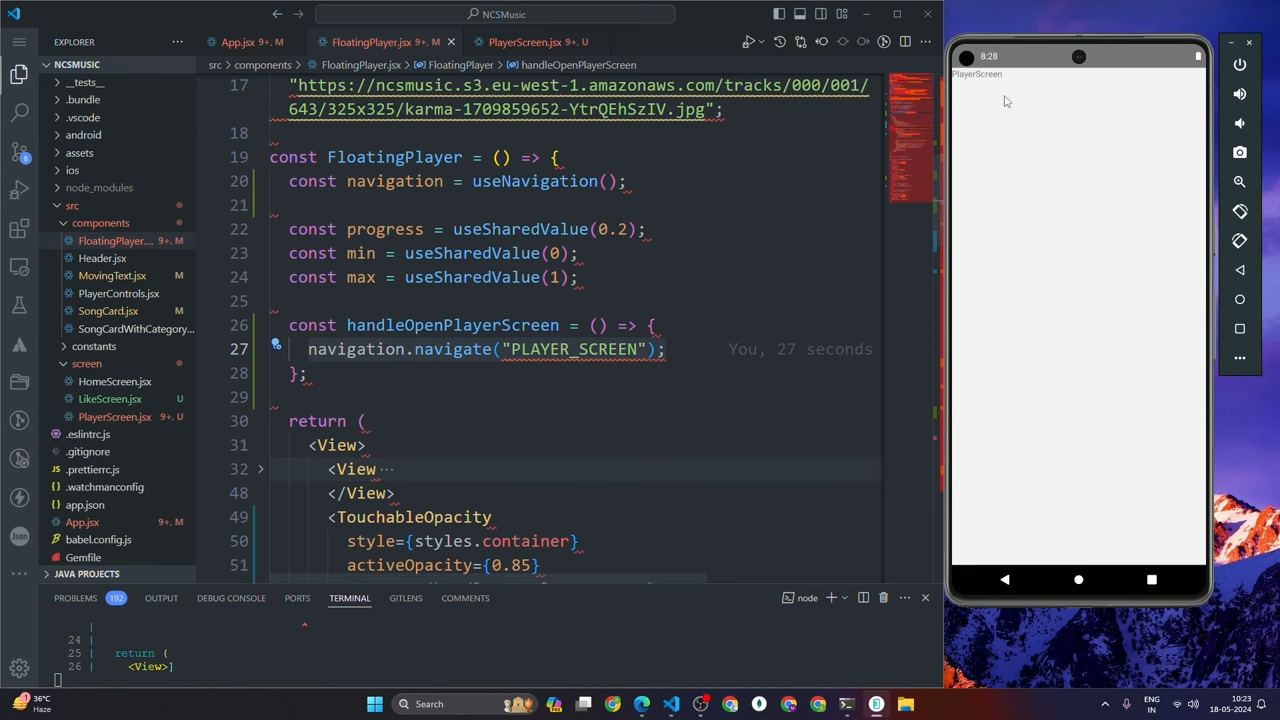 NCSMusic
EXPLORER
NCSMUSIC
__tests__
.bundle
.vscode
android
assets
ios
node_modules
src
components
FloatingPlayer.... 9+, M
Header.jsx
MovingText.jsx M
PlayerControls.jsx
SongCard.jsx M
SongCardWithCategory...
constants
screen
HomeScreen.jsx
LikeScreen.jsx U
PlayerScreen.jsx 9+, U
.eslintrc.js
.gitignore
.prettierrc.js
.watchmanconfig
app.json
App.jsx 9+, M
babel.config.js
Gemfile
JAVA PROJECTS
App.jsx 9+, M
FloatingPlayer.jsx 9+, M
PlayerScreen.jsx 9+, U
src > components > FloatingPlayer.jsx > FloatingPlayer > handleOpenPlayerScreen
17 "https://ncsmusic.s3.eu-west-1.amazonaws.com/tracks/000/001/
643/325x325/karma-1709859652-YtrQEhSzIV.jpg";
18
19 const FloatingPlayer = () => {
20 const navigation = useNavigation();
21
22 const progress = useSharedValue(0.2);
23 const min = useSharedValue(0);
24 const max = useSharedValue(1);
25
26 const handleOpenPlayerScreen = () => {
27 navigation.navigate("PLAYER_SCREEN"); You, 27 seconds
28 };
29
30 return (
31 <View>
32 <View ···
48 </View>
49 <TouchableOpacity
50 style={styles.container}
51 activeOpacity={0.85}
PROBLEMS 192 OUTPUT DEBUG CONSOLE PORTS TERMINAL GITLENS COMMENTS
node
|
24 |
25 | return (
26 | <View>]
8:28
PlayerScreen
8
Json
1
36°C
Haze
Search
ENG
IN
10:23
18-05-2024